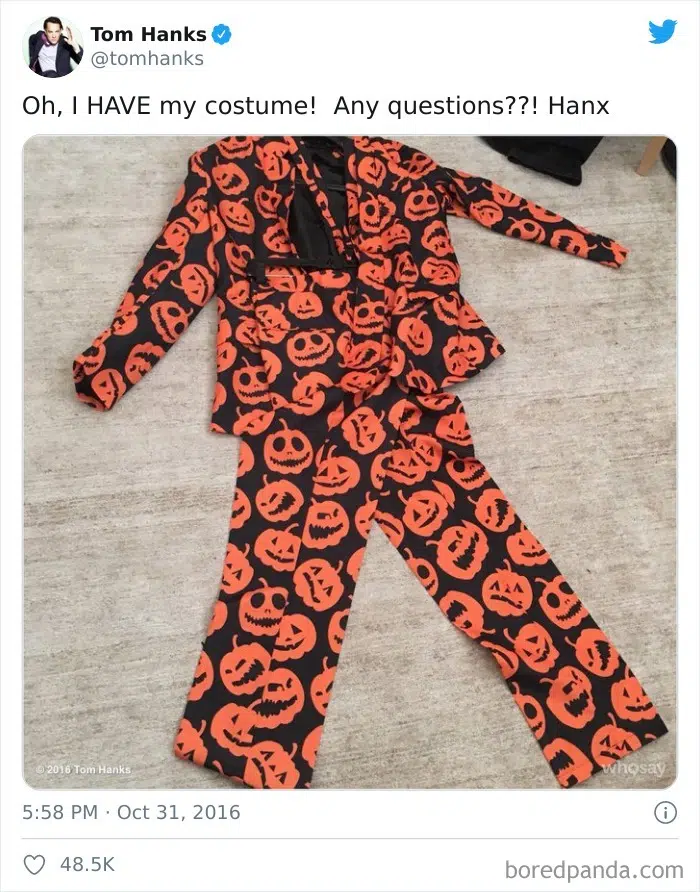 Tom Hanks
@tomhanks
Oh, I HAVE my costume!  Any questions??! Hanx
© 2016 Tom Hanks
whosay
5:58 PM · Oct 31, 2016
48.5K
boredpanda.com